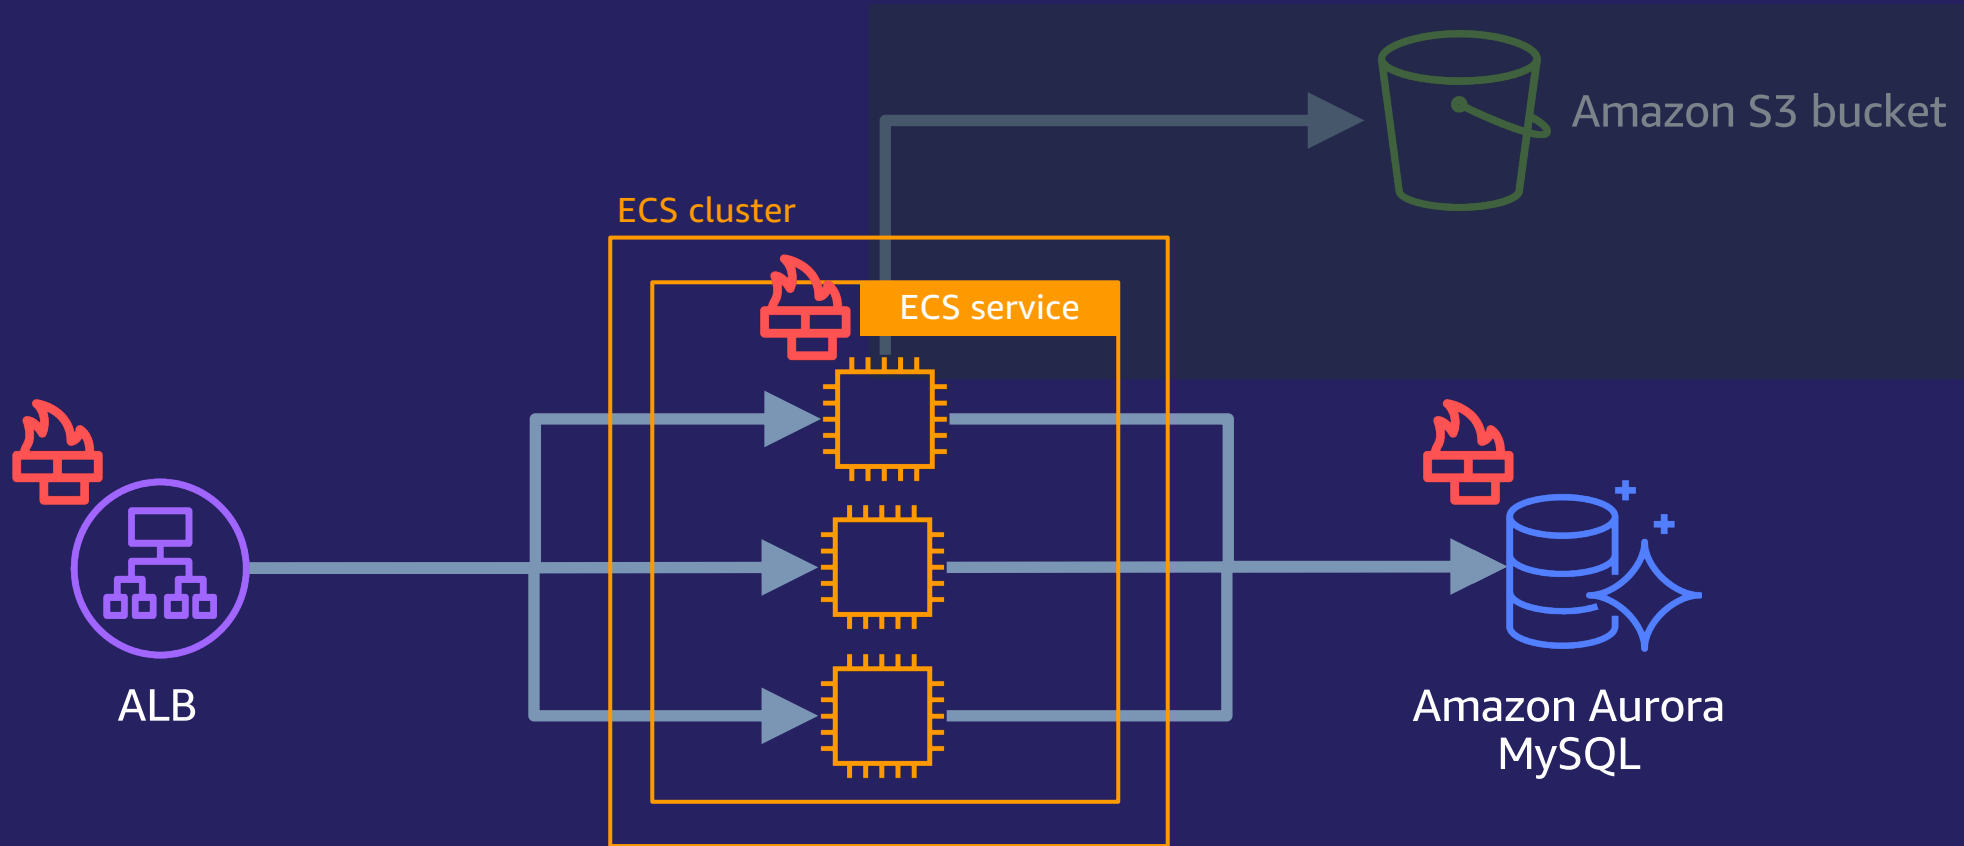 Amazon S3 bucket
ECS cluster
ECS service
ALB
Amazon Aurora
MySQL